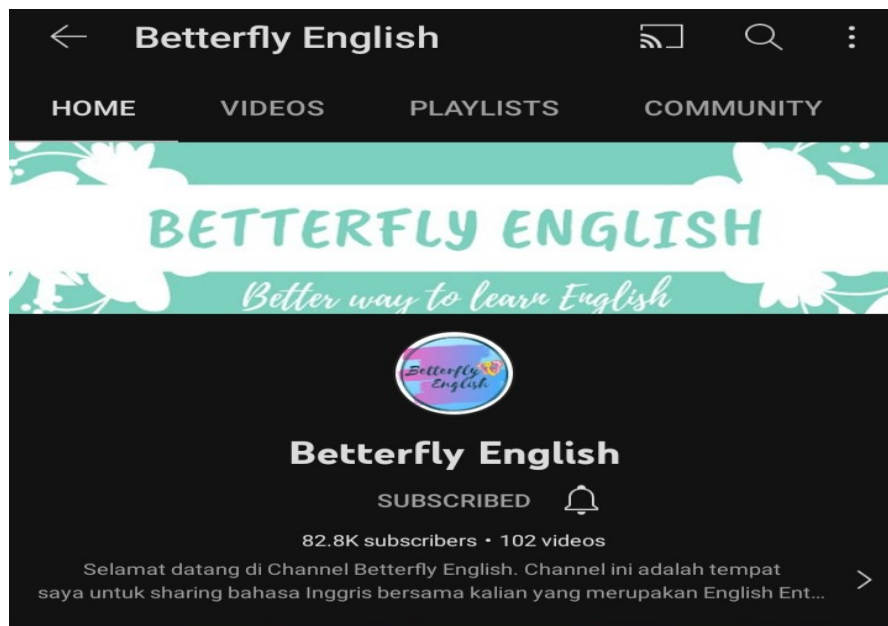 Betterfly English
HOME VIDEOS PLAYLISTS COMMUNITY
BETTERFLY ENGLISH
Better way to learn English
Betterfly
English
Betterfly English
SUBSCRIBED
82.8K subscribers • 102 videos
Selamat datang di Channel Betterfly English. Channel ini adalah tempat
saya untuk sharing bahasa Inggris bersama kalian yang merupakan English Ent...